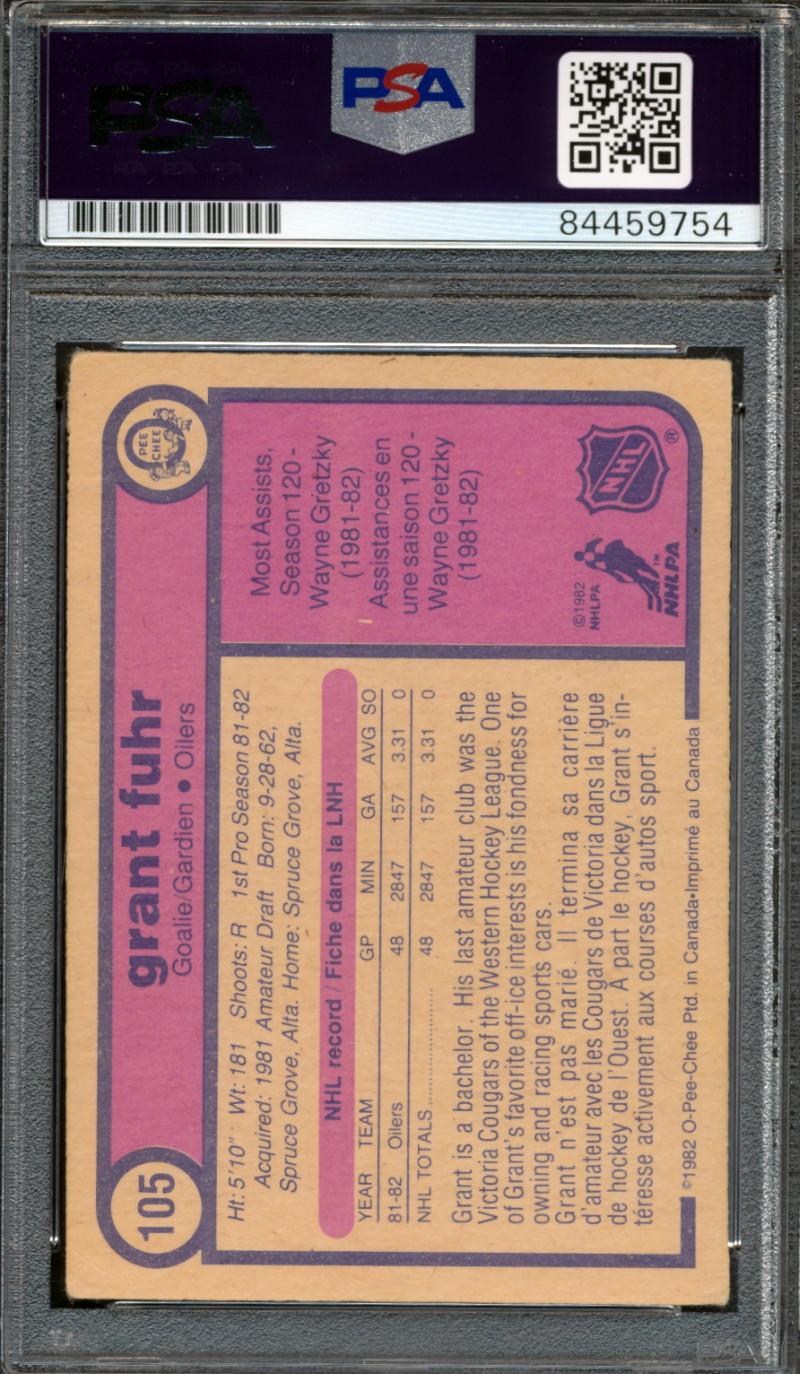 PSA
PSA
84459754
105
grant fuhr
Goalie/Gardien • Oilers
O
PEE
CHEE
Ht: 5'10" Wt: 181 Shoots: R 1st Pro Season 81-82
Acquired: 1981 Amateur Draft Born: 9-28-62,
Spruce Grove, Alta. Home: Spruce Grove, Alta.
NHL record / Fiche dans la LNH
YEAR TEAM GP MIN GA AVG SO
81-82 Oilers 48 2847 157 3.31 0
NHL TOTALS .................... 48 2847 157 3.31 0
Grant is a bachelor. His last amateur club was the
Victoria Cougars of the Western Hockey League. One
of Grant's favorite off-ice interests is his fondness for
owning and racing sports cars.
Grant n'est pas marié. Il termina sa carrière
d'amateur avec les Cougars de Victoria dans la Ligue
de hockey de l'Ouest. À part le hockey, Grant s'in-
téresse activement aux courses d'autos sport.
©1982 O-Pee-Chee Ptd. in Canada•Imprimé au Canada
Most Assists,
Season 120 -
Wayne Gretzky
(1981-82)
Assistances en
une saison 120 -
Wayne Gretzky
(1981-82)
©1982
NHLPA
NHLPA™
NHL®